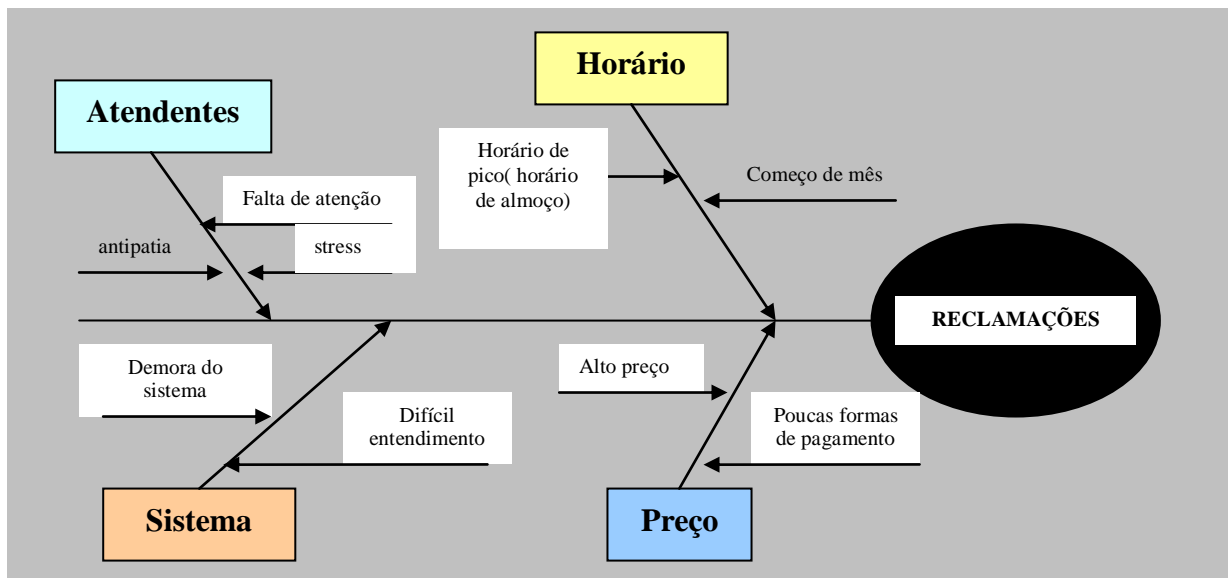 Horário
Atendentes
Horário de
pico( horário
de almoço)
Começo de mês
Falta de atenção
antipatia
stress
RECLAMAÇÕES
Demora do
sistema
Alto preço
Difícil
entendimento
Poucas formas
de pagamento
Sistema
Preço